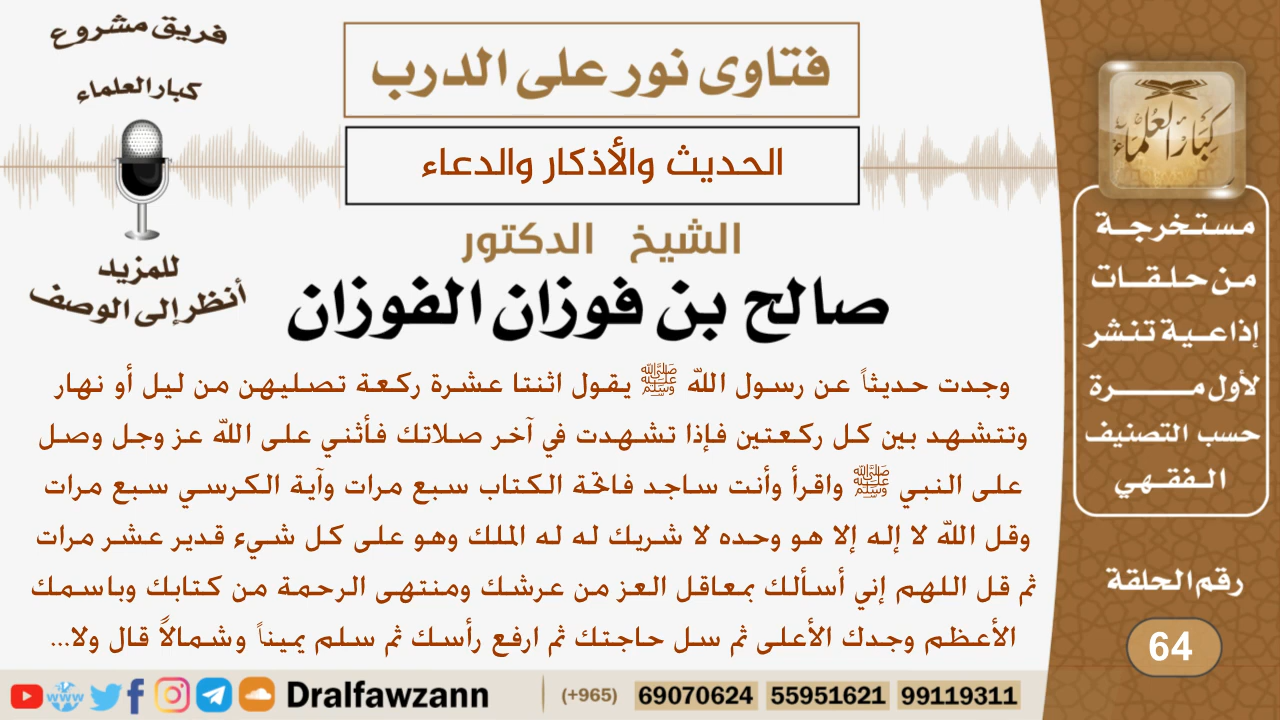 فريق مشروع
كبار العلماء
فتاوى نور على الدرب
الحديث والأذكار والدعاء
الشيخ الدكتور
صالح بن فوزان الفوزان
للمزيد
أنظر إلى الوصف
وجدت حديثاً عن رسول الله ﷺ يقول اثنتا عشرة ركعة تصليهن من ليل أو نهار
وتتشهد بين كل ركعتين فإذا تشهدت في آخر صلاتك فأثني على الله عز وجل وصل
على النبي ﷺ واقرأ وأنت ساجد فاتحة الكتاب سبع مرات وآية الكرسي سبع مرات
وقل الله لا إله إلا هو وحده لا شريك له له الملك وهو على كل شيء قدير عشر مرات
ثم قل اللهم إني أسألك بمعاقل العز من عرشك ومنتهى الرحمة من كتابك وباسمك
الأعظم وجدك الأعلى ثم سل حاجتك ثم ارفع رأسك ثم سلم يميناً وشمالاً قال ولا...
كبار العلماء
مستخرجة
من حلقات
إذاعية تنشر
لأول مرة
حسب التصنيف
الفقهي
رقم الحلقة
64
www
Dralfawzann
(+965) 69070624 55951621 99119311